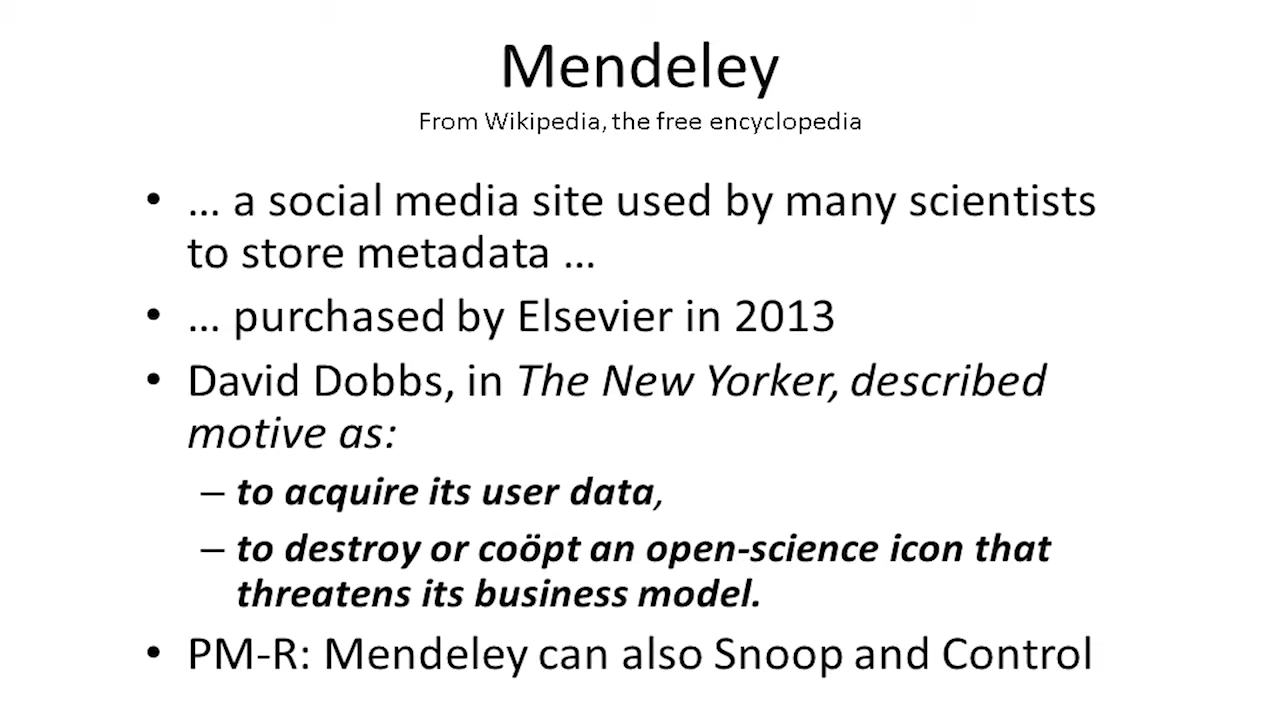 Mendeley
From Wikipedia, the free encyclopedia
• … a social media site used by many scientists
to store metadata …
• … purchased by Elsevier in 2013
• David Dobbs, in The New Yorker, described
motive as:
– to acquire its user data,
– to destroy or coöpt an open-science icon that
threatens its business model.
• PM-R: Mendeley can also Snoop and Control